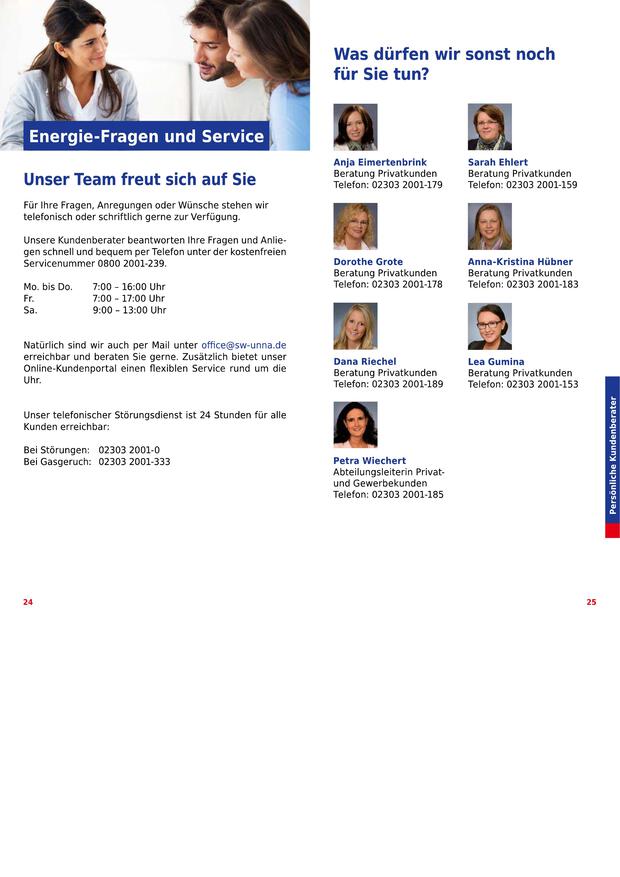 Energie-Fragen und Service
Unser Team freut sich auf Sie
Für Ihre Fragen, Anregungen oder Wünsche stehen wir
telefonisch oder schriftlich gerne zur Verfügung.
Unsere Kundenberater beantworten Ihre Fragen und Anlie-
gen schnell und bequem per Telefon unter der kostenfreien
Servicenummer 0800 2001-239.
Mo. bis Do. 7:00 – 16:00 Uhr
Fr. 7:00 – 17:00 Uhr
Sa. 9:00 – 13:00 Uhr
Natürlich sind wir auch per Mail unter office@sw-unna.de
erreichbar und beraten Sie gerne. Zusätzlich bietet unser
Online-Kundenportal einen flexiblen Service rund um die
Uhr.
Unser telefonischer Störungsdienst ist 24 Stunden für alle
Kunden erreichbar:
Bei Störungen: 02303 2001-0
Bei Gasgeruch: 02303 2001-333
24
Was dürfen wir sonst noch
für Sie tun?
Anja Eimertenbrink
Beratung Privatkunden
Telefon: 02303 2001-179
Sarah Ehlert
Beratung Privatkunden
Telefon: 02303 2001-159
Dorothe Grote
Beratung Privatkunden
Telefon: 02303 2001-178
Anna-Kristina Hübner
Beratung Privatkunden
Telefon: 02303 2001-183
Dana Riechel
Beratung Privatkunden
Telefon: 02303 2001-189
Lea Gumina
Beratung Privatkunden
Telefon: 02303 2001-153
Petra Wiechert
Abteilungsleiterin Privat-
und Gewerbekunden
Telefon: 02303 2001-185
Persönliche Kundenberater
25